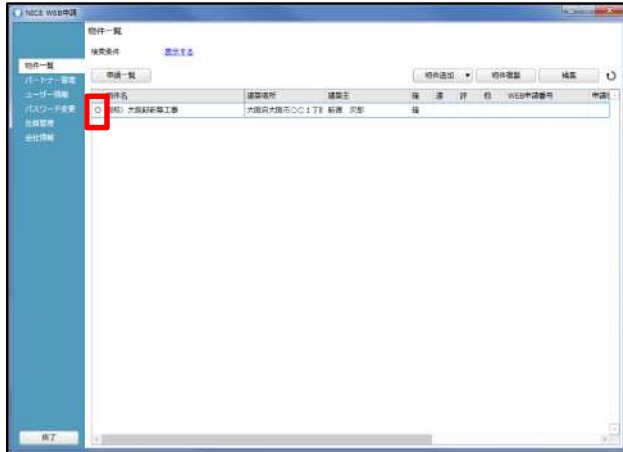 NICE WEB申請
物件一覧
検索条件 表示する
物件一覧
パートナー管理
ユーザー情報
パスワード変更
社員管理
会社情報
申請一覧
物件追加 ▼
物件複製
編集
物件名 建築場所 建築主 確 適 評 他 WEB申請番号 申請
大阪邸新築工事 大阪府大阪市〇〇1丁目 次郎 確
終了